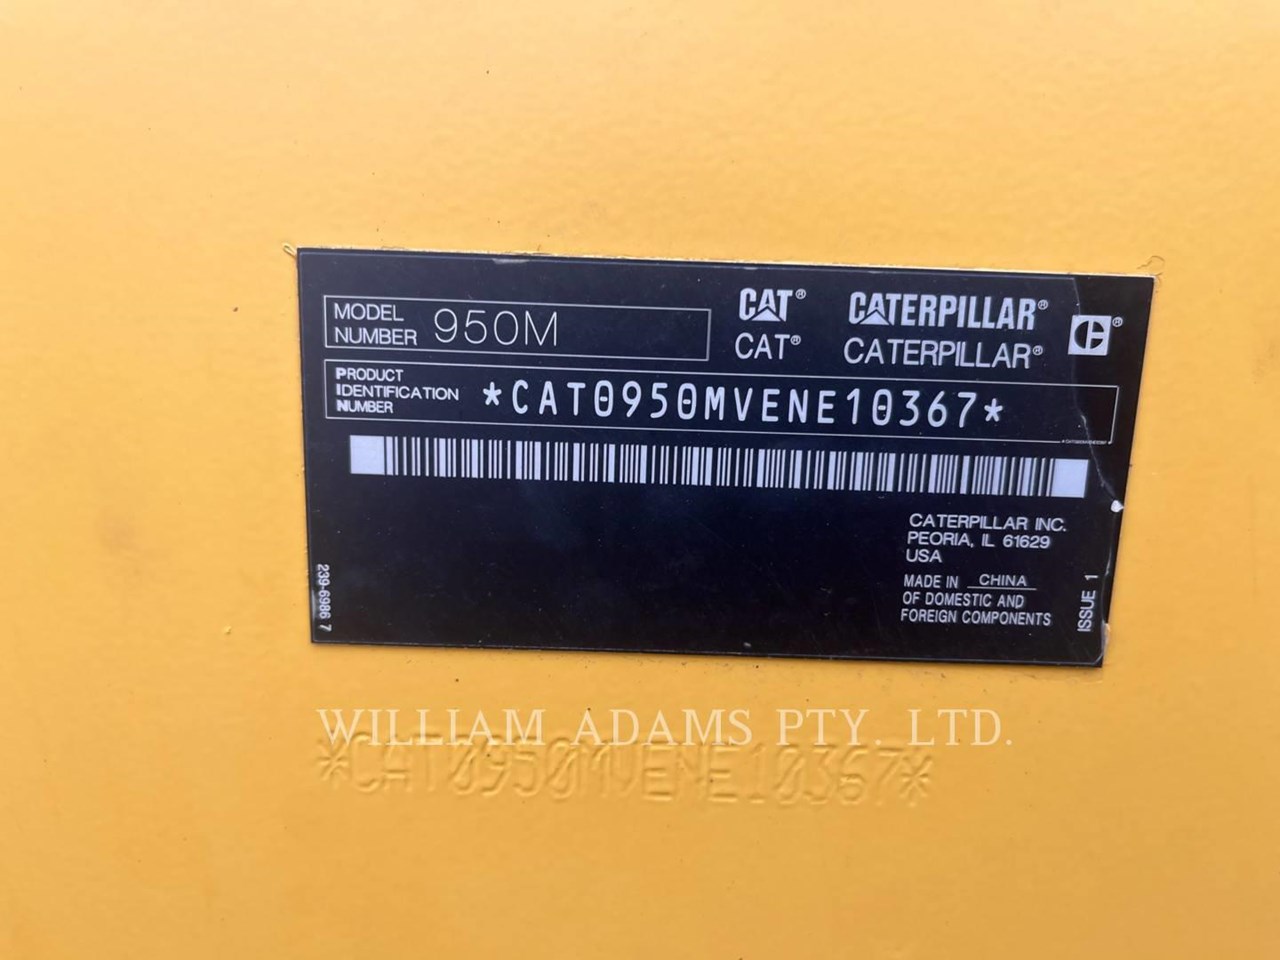 MODEL NUMBER 950M
CAT® CATERPILLAR®
CAT® CATERPILLAR®
PRODUCT IDENTIFICATION NUMBER *CAT0950MVENE10367*
CATERPILLAR INC.
PEORIA, IL 61629
USA
MADE IN CHINA
OF DOMESTIC AND
FOREIGN COMPONENTS
ISSUE 1
239-6986 7
WILLIAM ADAMS PTY. LTD.
*CAT0950MVENE10367*